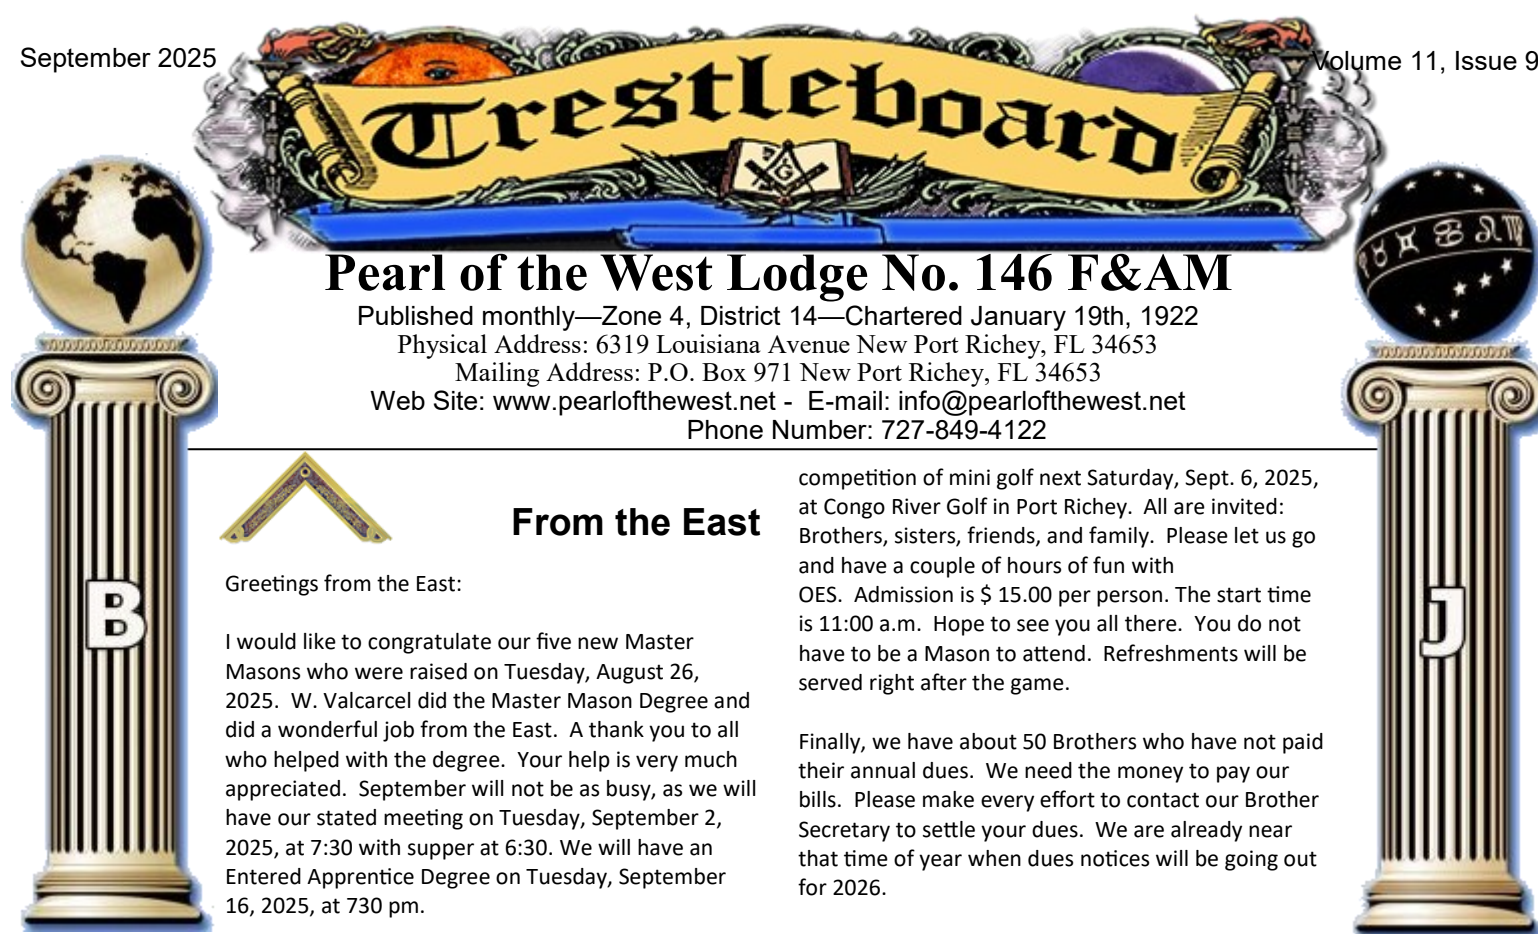 September 2025
Volume 11, Issue 9
Trestleboard
G
Pearl of the West Lodge No. 146 F&AM
Published monthly—Zone 4, District 14—Chartered January 19th, 1922
Physical Address: 6319 Louisiana Avenue New Port Richey, FL 34653
Mailing Address: P.O. Box 971 New Port Richey, FL 34653
Web Site: www.pearlofthewest.net -  E-mail: info@pearlofthewest.net
Phone Number: 727-849-4122
B
J
From the East
Greetings from the East:
I would like to congratulate our five new Master
Masons who were raised on Tuesday, August 26,
2025.  W. Valcarcel did the Master Mason Degree and
did a wonderful job from the East.  A thank you to all
who helped with the degree.  Your help is very much
appreciated.  September will not be as busy, as we will
have our stated meeting on Tuesday, September 2,
2025, at 7:30 with supper at 6:30. We will have an
Entered Apprentice Degree on Tuesday, September
16, 2025, at 730 pm.
competition of mini golf next Saturday, Sept. 6, 2025,
at Congo River Golf in Port Richey.  All are invited:
Brothers, sisters, friends, and family.  Please let us go
and have a couple of hours of fun with
OES.  Admission is $ 15.00 per person. The start time
is 11:00 a.m.  Hope to see you all there.  You do not
have to be a Mason to attend.  Refreshments will be
served right after the game.
Finally, we have about 50 Brothers who have not paid
their annual dues.  We need the money to pay our
bills.  Please make every effort to contact our Brother
Secretary to settle your dues.  We are already near
that time of year when dues notices will be going out
for 2026.